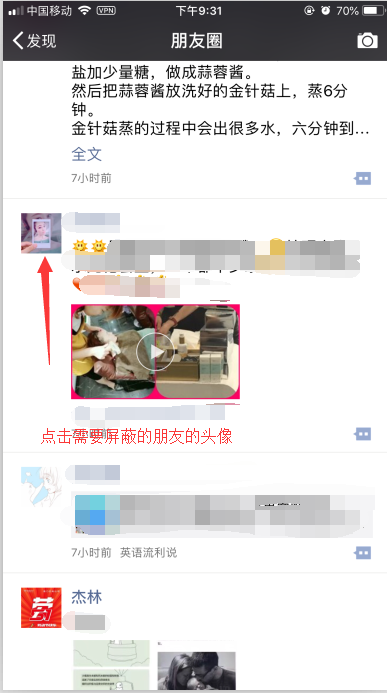 中国移动 VPN 下午9:31 70%
发现 朋友圈
盐加少量糖，做成蒜蓉酱。
然后把蒜蓉酱放洗好的金针菇上，蒸6分
钟。
金针菇蒸的过程中会出很多水，六分钟到...
全文
7小时前
点击需要屏蔽的朋友的头像
7小时前 英语流利说
杰林